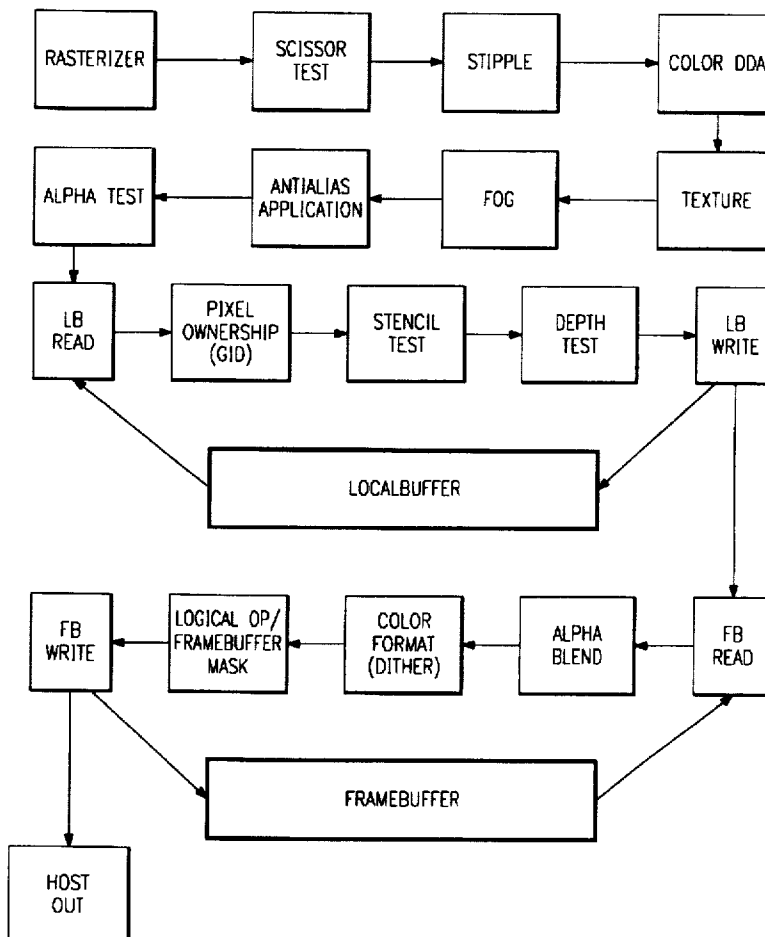 RASTERIZER
SCISSOR
TEST
STIPPLE
COLOR DDA
ALPHA TEST
ANTIALIAS
APPLICATION
FOG
TEXTURE
LB
READ
PIXEL
OWNERSHIP
(GID)
STENCIL
TEST
DEPTH
TEST
LB
WRITE
LOCALBUFFER
FB
WRITE
LOGICAL OP/
FRAMEBUFFER
MASK
COLOR
FORMAT
(DITHER)
ALPHA
BLEND
FB
READ
FRAMEBUFFER
HOST
OUT